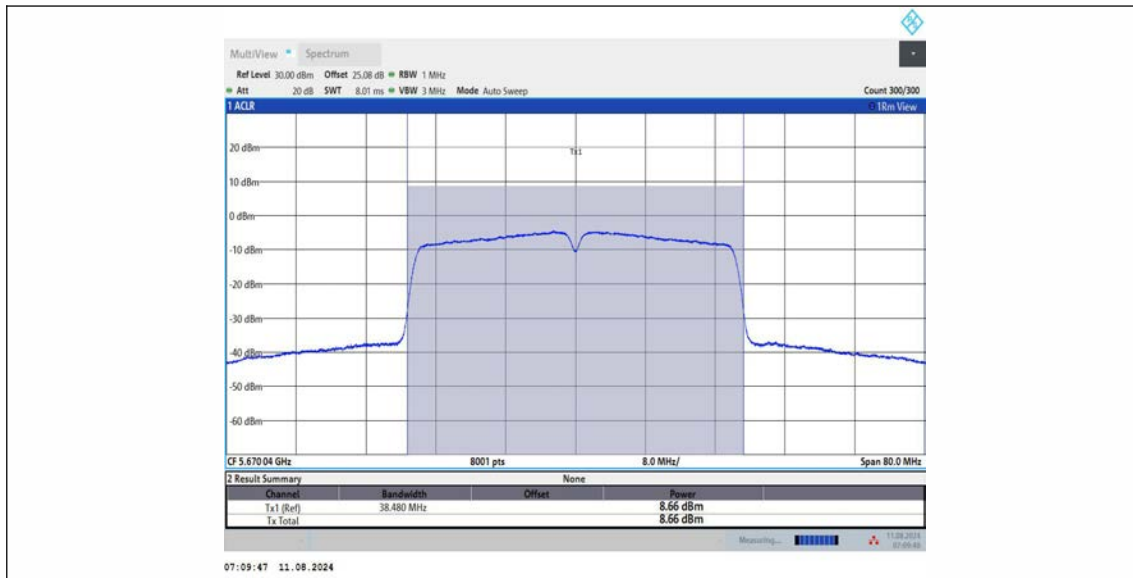 MultiView Spectrum
Ref Level 30.00 dBm Offset 25.08 dB RBW 1 MHz
Att 20 dB SWT 8.01 ms VBW 3 MHz Mode Auto Sweep Count 300/300
1 ACLR 1Rm View
Tx1
20 dBm
10 dBm
0 dBm
-10 dBm
-20 dBm
-30 dBm
-40 dBm
-50 dBm
-60 dBm
CF 5.670 04 GHz 8001 pts 8.0 MHz/ Span 80.0 MHz
2 Result Summary None
Channel Bandwidth Offset Power
Tx1 (Ref) 38.480 MHz 8.66 dBm
Tx Total 8.66 dBm
Measuring... 11.08.2024
07:09:47 11.08.2024